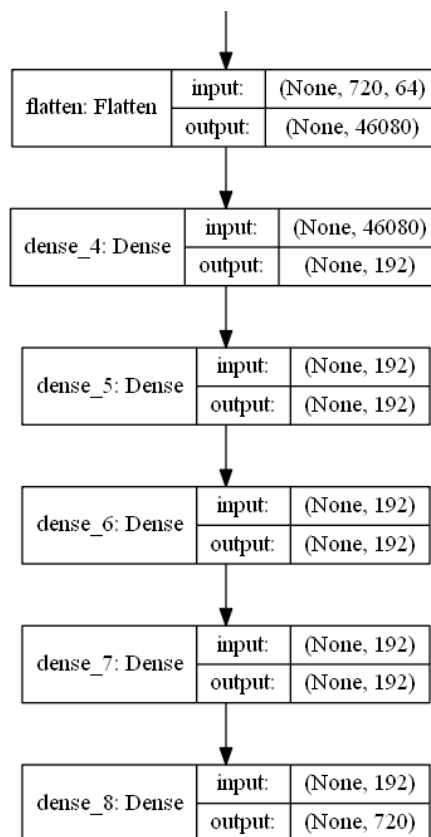 flatten: Flatten
input: (None, 720, 64)
output: (None, 46080)
dense_4: Dense
input: (None, 46080)
output: (None, 192)
dense_5: Dense
input: (None, 192)
output: (None, 192)
dense_6: Dense
input: (None, 192)
output: (None, 192)
dense_7: Dense
input: (None, 192)
output: (None, 192)
dense_8: Dense
input: (None, 192)
output: (None, 720)